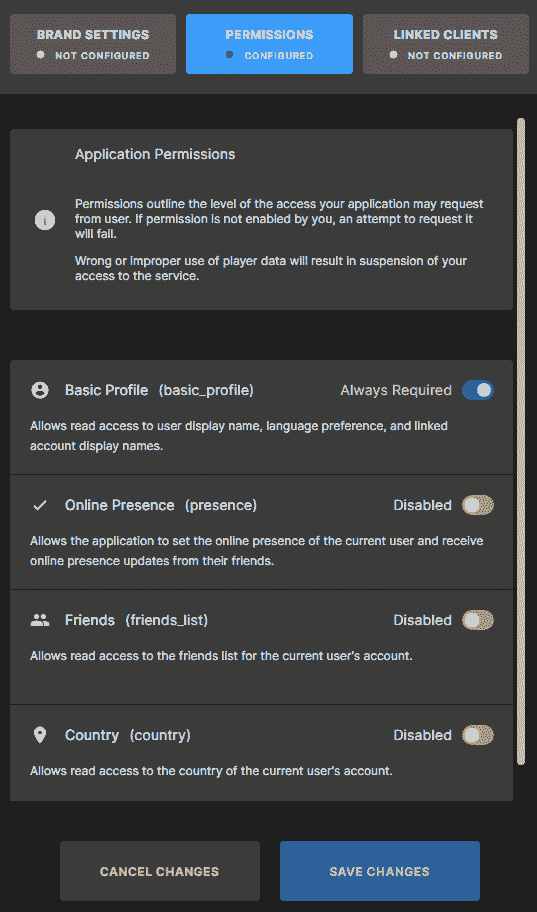 BRAND SETTINGS
NOT CONFIGURED
PERMISSIONS
CONFIGURED
LINKED CLIENTS
NOT CONFIGURED
Application Permissions
Permissions outline the level of the access your application may request
from user. If permission is not enabled by you, an attempt to request it
will fail.
Wrong or improper use of player data will result in suspension of your
access to the service.
Basic Profile (basic_profile) Always Required
Allows read access to user display name, language preference, and linked
account display names.
Online Presence (presence) Disabled
Allows the application to set the online presence of the current user and receive
online presence updates from their friends.
Friends (friends_list) Disabled
Allows read access to the friends list for the current user's account.
Country (country) Disabled
Allows read access to the country of the current user's account.
CANCEL CHANGES
SAVE CHANGES